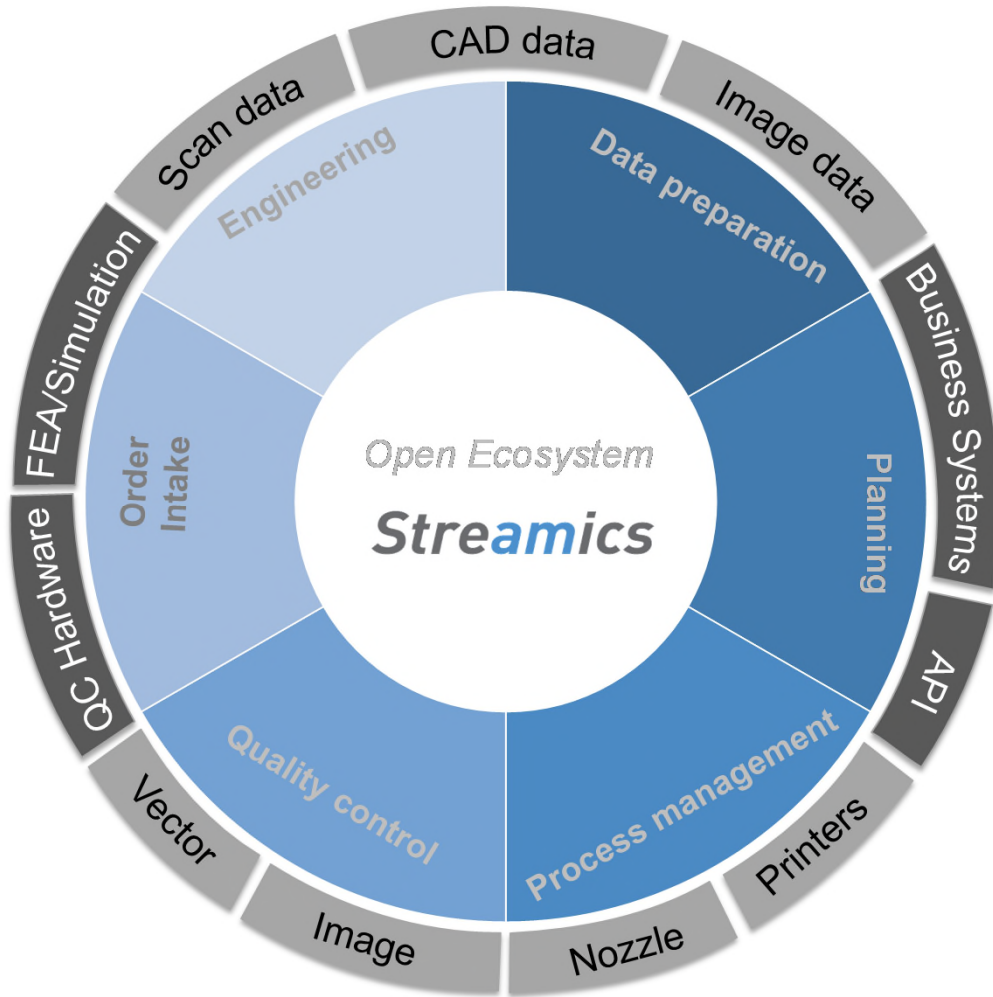 CAD data
Image data
Business Systems
API
Printers
Nozzle
Image
Vector
QC Hardware
FEA/Simulation
Scan data
Engineering
Data preparation
Planning
Process management
Quality control
Order
Intake
Open Ecosystem
Streamics